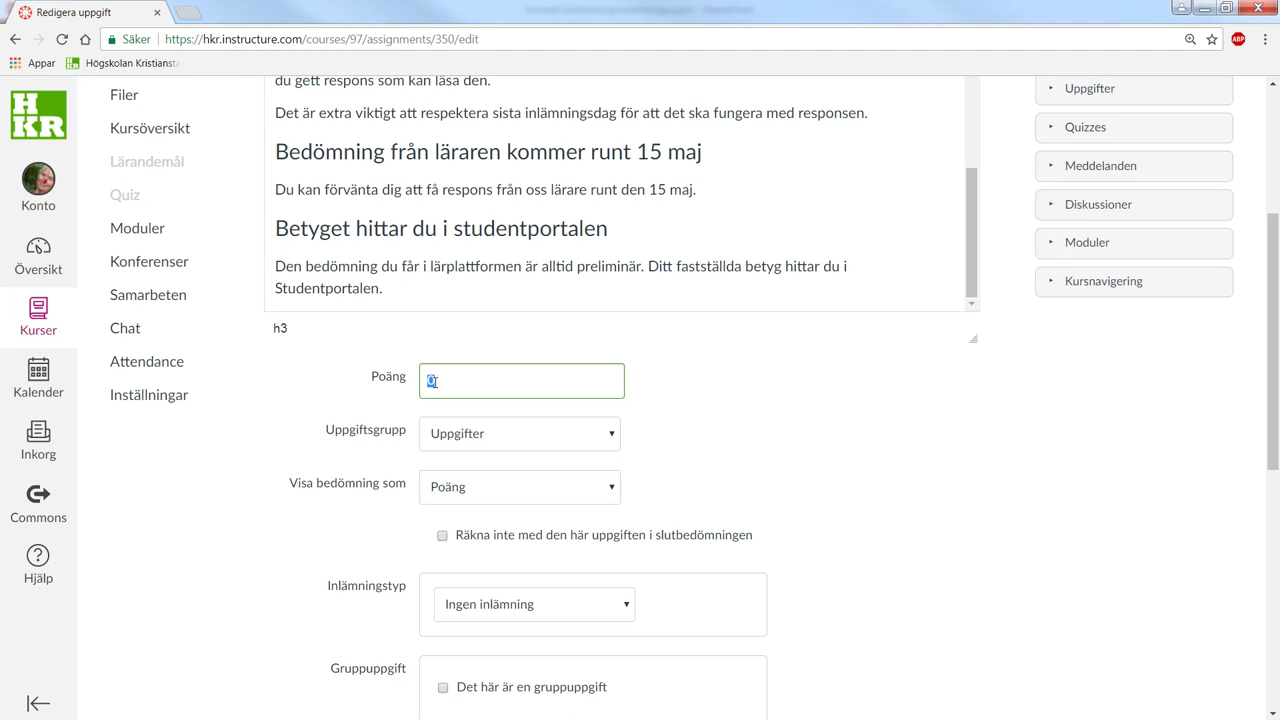 Redigera uppgift
Säker
https://hkr.instructure.com/courses/97/assignments/350/edit
ABP
Appar
Högskolan Kristiansta
HKR
Konto
Översikt
Kurser
Kalender
Inkorg
Commons
Hjälp
Filer
Kursöversikt
Lärandemål
Quiz
Moduler
Konferenser
Samarbeten
Chat
Attendance
Inställningar
du gett respons som kan läsa den.
Det är extra viktigt att respektera sista inlämningsdag för att det ska fungera med responsen.
Bedömning från läraren kommer runt 15 maj
Du kan förvänta dig att få respons från oss lärare runt den 15 maj.
Betyget hittar du i studentportalen
Den bedömning du får i lärplattformen är alltid preliminär. Ditt fastställda betyg hittar du i
Studentportalen.
h3
Poäng
0
Uppgiftsgrupp
Uppgifter
Visa bedömning som
Poäng
Räkna inte med den här uppgiften i slutbedömningen
Inlämningstyp
Ingen inlämning
Gruppuppgift
Det här är en gruppuppgift
Uppgifter
Quizzes
Meddelanden
Diskussioner
Moduler
Kursnavigering